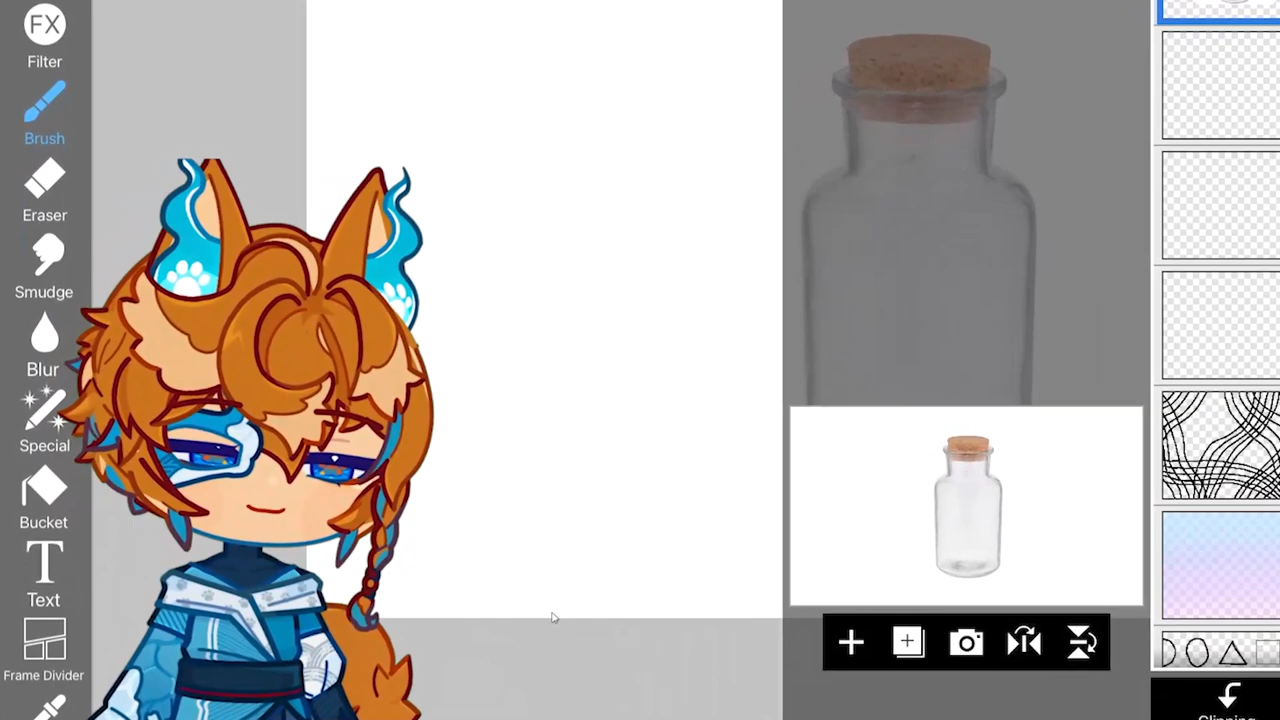 FX
Filter
Brush
Eraser
Smudge
Blur
Special
Bucket
T
Text
Frame Divider